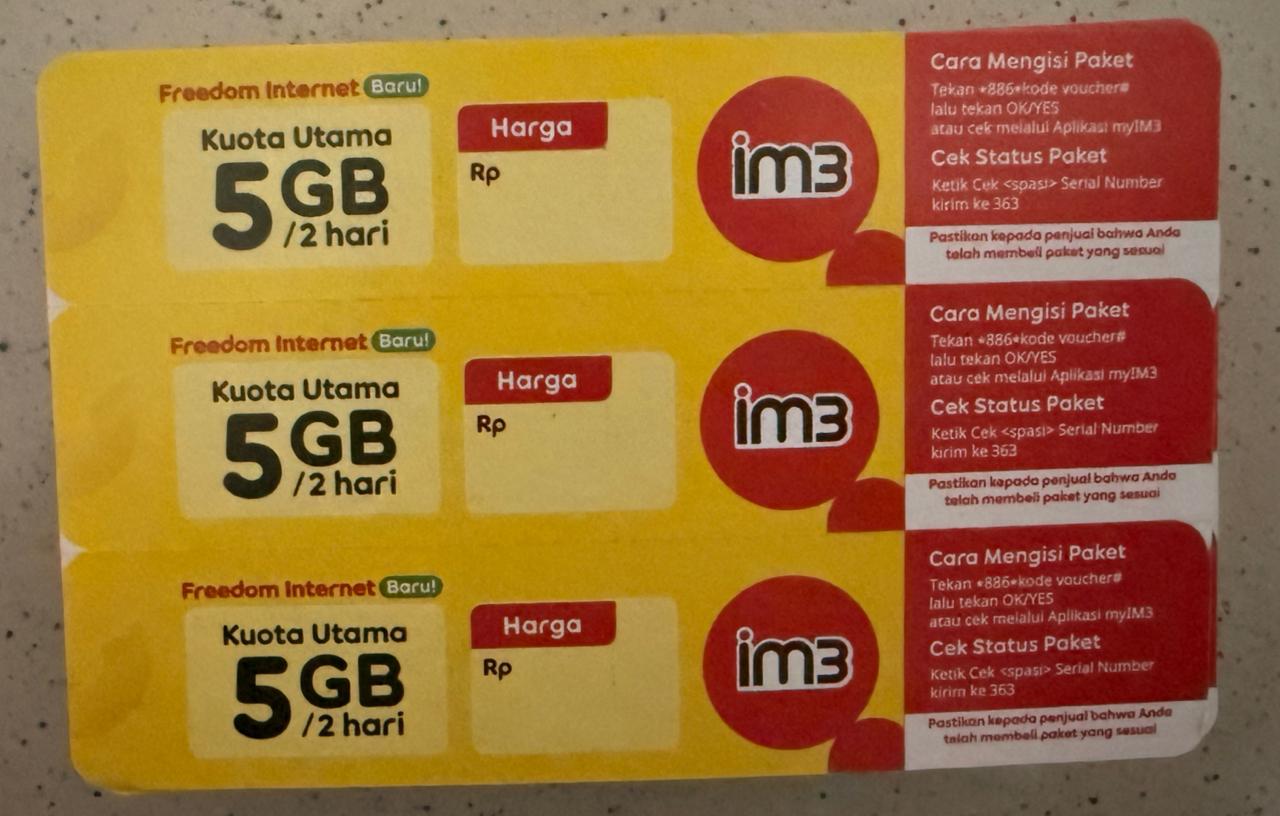 Freedom Internet Baru!
Kuota Utama
5 GB
/2 hari
Harga
Rp
im3
Cara Mengisi Paket
Tekan *886*kode voucher#
lalu tekan OK/YES
atau cek melalui Aplikasi myIM3
Cek Status Paket
Ketik Cek <spasi> Serial Number
kirim ke 363
Pastikan kepada penjual bahwa Anda
telah membeli paket yang sesuai
Freedom Internet Baru!
Kuota Utama
5 GB
/2 hari
Harga
Rp
im3
Cara Mengisi Paket
Tekan *886*kode voucher#
lalu tekan OK/YES
atau cek melalui Aplikasi myIM3
Cek Status Paket
Ketik Cek <spasi> Serial Number
kirim ke 363
Pastikan kepada penjual bahwa Anda
telah membeli paket yang sesuai
Freedom Internet Baru!
Kuota Utama
5 GB
/2 hari
Harga
Rp
im3
Cara Mengisi Paket
Tekan *886*kode voucher#
lalu tekan OK/YES
atau cek melalui Aplikasi myIM3
Cek Status Paket
Ketik Cek <spasi> Serial Number
kirim ke 363
Pastikan kepada penjual bahwa Anda
telah membeli paket yang sesuai